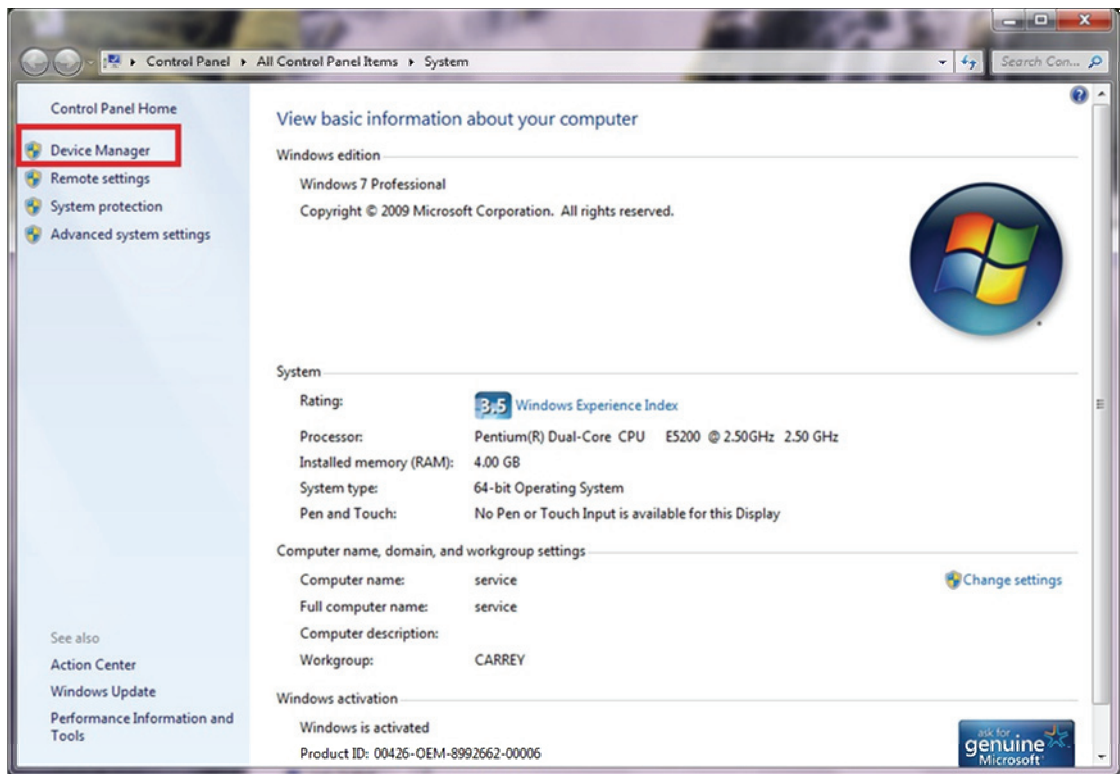 Control Panel ▸ All Control Panel Items ▸ System
Search Con...
Control Panel Home
Device Manager
Remote settings
System protection
Advanced system settings
See also
Action Center
Windows Update
Performance Information and
Tools
View basic information about your computer
Windows edition
Windows 7 Professional
Copyright © 2009 Microsoft Corporation. All rights reserved.
System
Rating: 3.5 Windows Experience Index
Processor: Pentium(R) Dual-Core CPU E5200 @ 2.50GHz 2.50 GHz
Installed memory (RAM): 4.00 GB
System type: 64-bit Operating System
Pen and Touch: No Pen or Touch Input is available for this Display
Computer name, domain, and workgroup settings
Computer name: service
Change settings
Full computer name: service
Computer description:
Workgroup: CARREY
Windows activation
Windows is activated
Product ID: 00426-OEM-8992662-00006
ask for
genuine
Microsoft